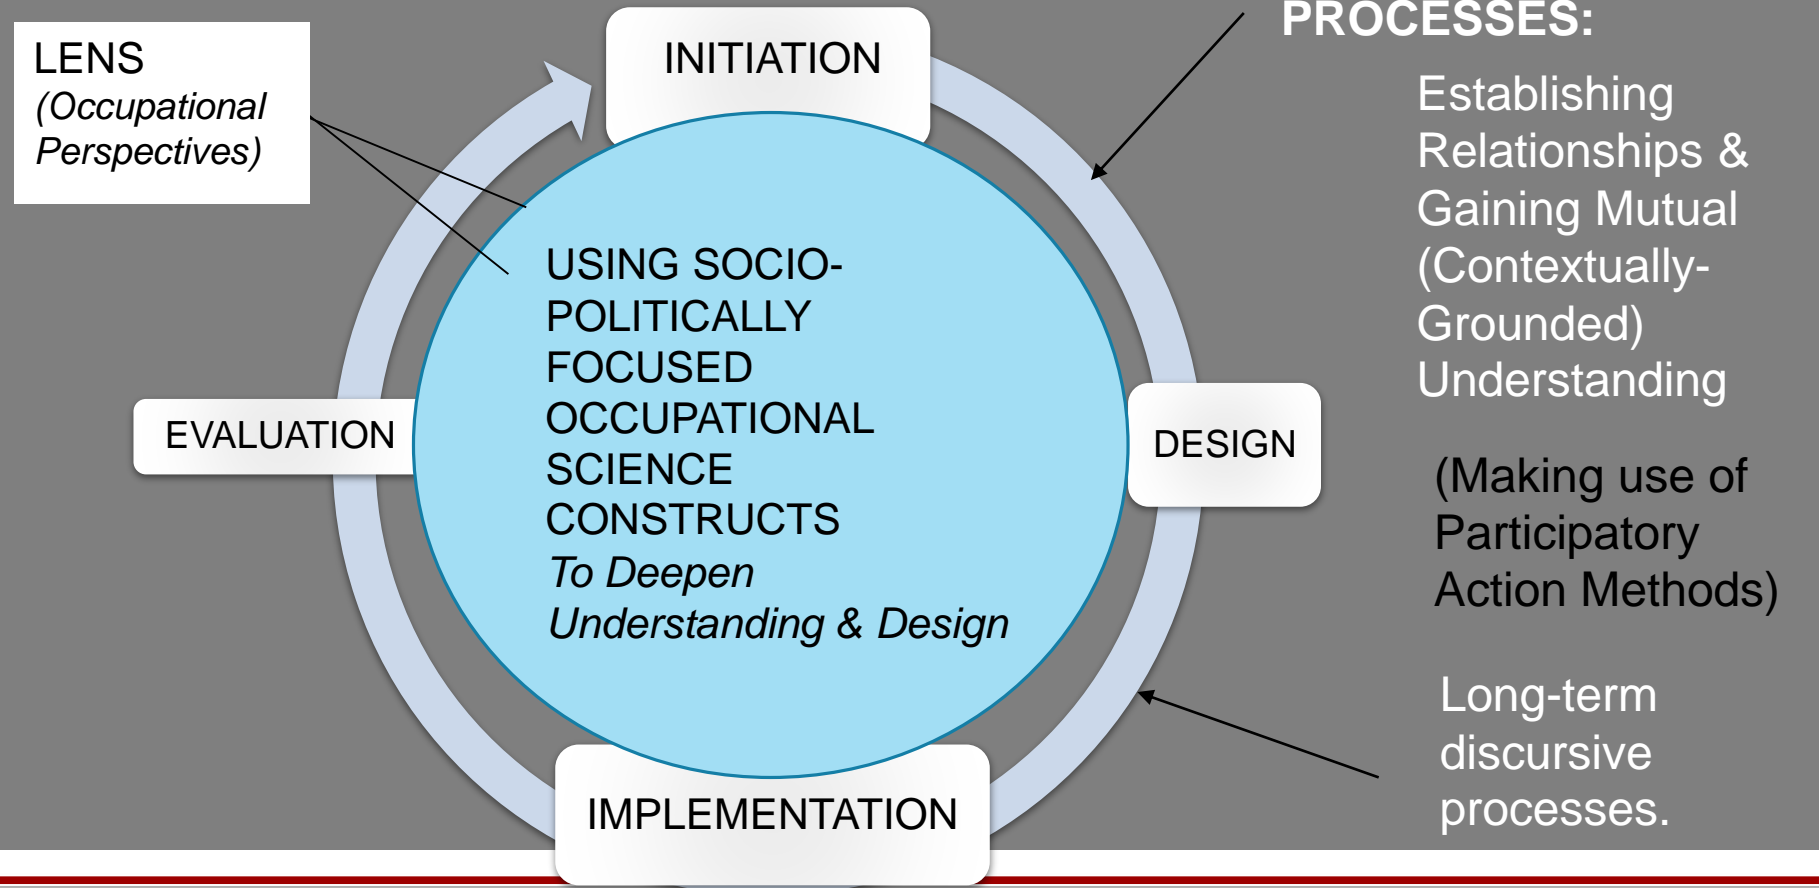 LENS
(Occupational
Perspectives)
INITIATION
PROCESSES:
Establishing
Relationships &
Gaining Mutual
(Contextually-
Grounded)
Understanding
USING SOCIO-
POLITICALLY
FOCUSED
OCCUPATIONAL
SCIENCE
CONSTRUCTS
To Deepen
Understanding & Design
EVALUATION
DESIGN
(Making use of
Participatory
Action Methods)
Long-term
discursive
processes.
IMPLEMENTATION